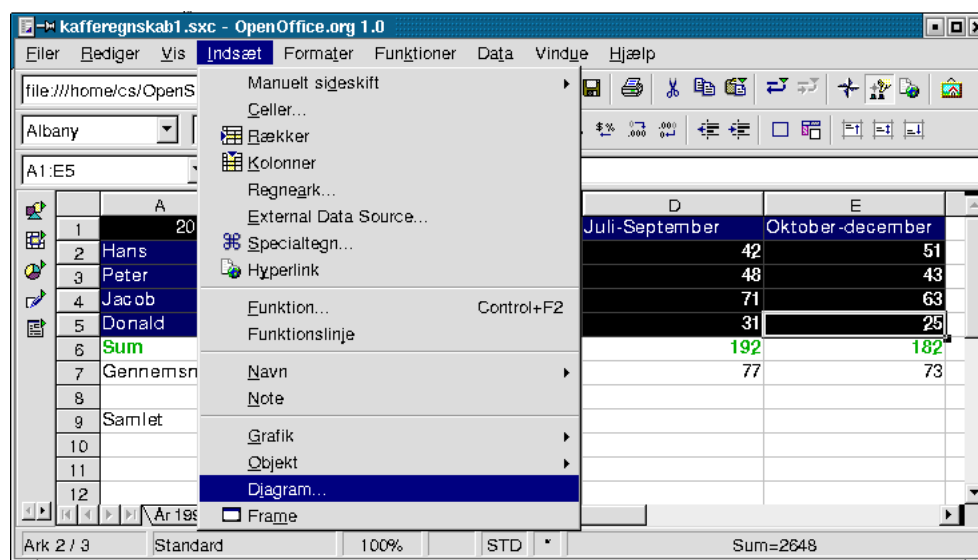 kafferegnskab1.sxc - OpenOffice.org 1.0
Filer Rediger Vis Indsæt Formater Funktioner Data Vindue Hjælp
file:///home/cs/OpenS
Albany
A1:E5
Manuelt sideskift
Celler...
Rækker
Kolonner
Regneark...
External Data Source...
Specialtegn...
Hyperlink
Funktion... Control+F2
Funktionslinje
Navn
Note
Grafik
Objekt
Diagram...
Frame
A D E
1 20 Juli-September Oktober-december
2 Hans 42 51
3 Peter 48 43
4 Jacob 71 63
5 Donald 31 25
6 Sum 192 182
7 Gennemsn 77 73
8
9 Samlet
10
11
12
År 199
Ark 2 / 3 Standard 100% STD * Sum=2648